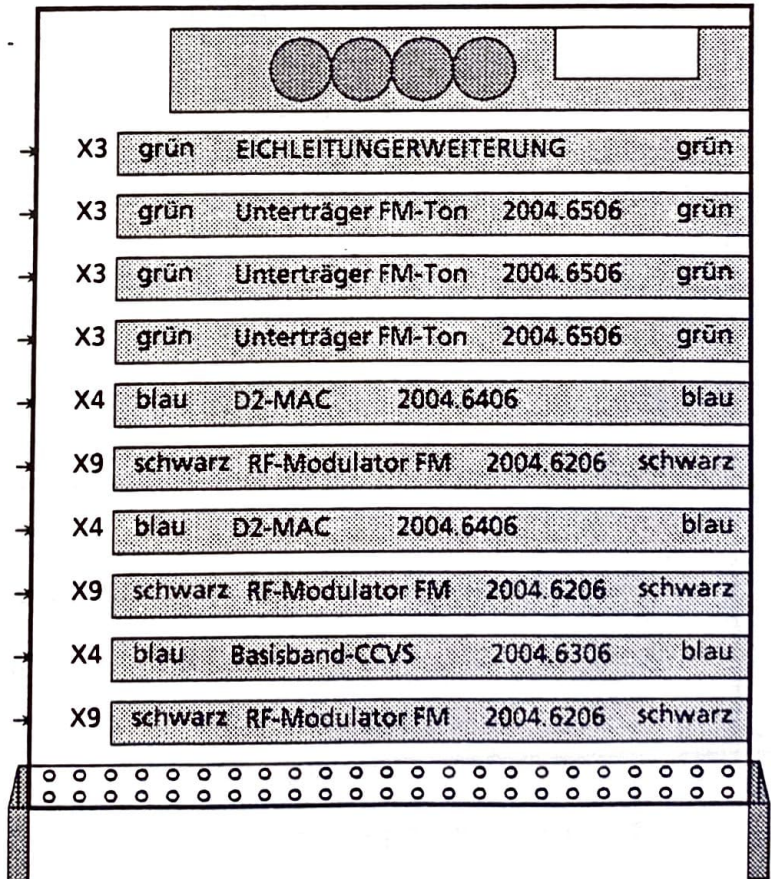 X3 grün EICHLEITUNGERWEITERUNG grün
X3 grün Unterträger FM-Ton 2004.6506 grün
X3 grün Unterträger FM-Ton 2004.6506 grün
X3 grün Unterträger FM-Ton 2004.6506 grün
X4 blau D2-MAC 2004.6406 blau
X9 schwarz RF-Modulator FM 2004.6206 schwarz
X4 blau D2-MAC 2004.6406 blau
X9 schwarz RF-Modulator FM 2004.6206 schwarz
X4 blau Basisband-CCVS 2004.6306 blau
X9 schwarz RF-Modulator FM 2004.6206 schwarz